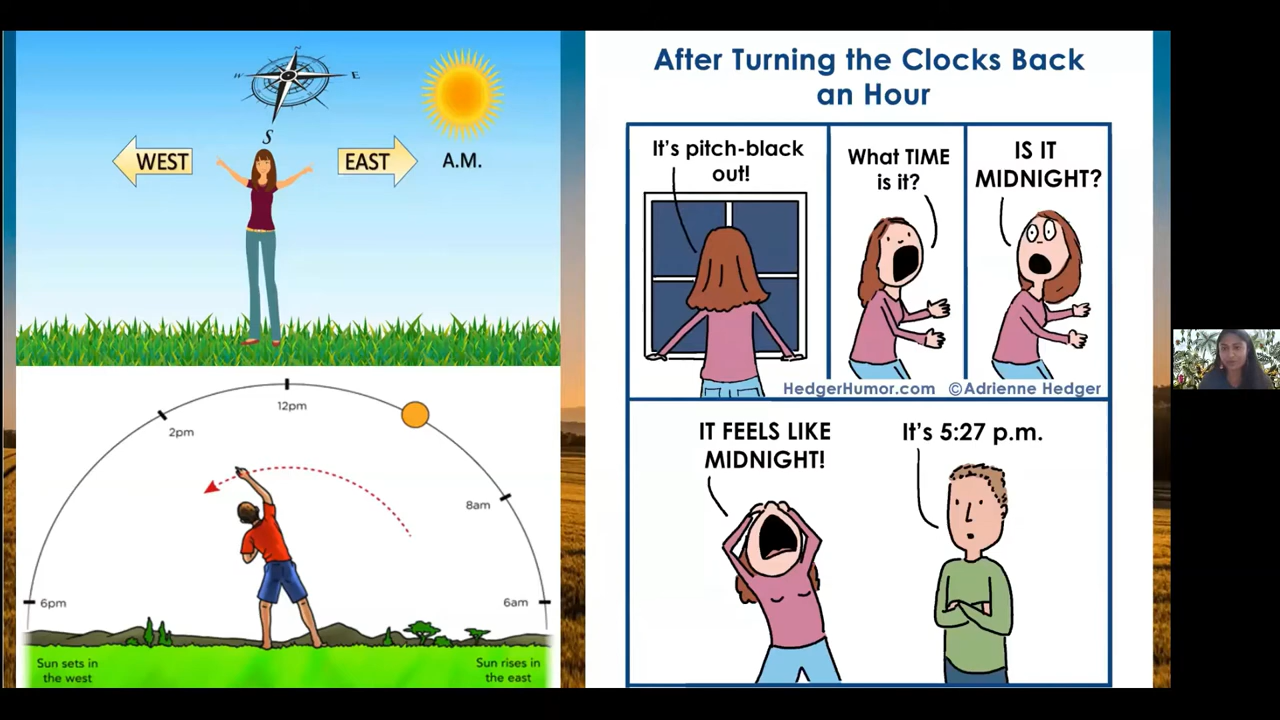 N
W
E
S
WEST
EAST
A.M.
12pm
2pm
8am
6pm
6am
Sun sets in
the west
Sun rises in
the east
After Turning the Clocks Back
an Hour
It's pitch-black
out!
What TIME
is it?
IS IT
MIDNIGHT?
HedgerHumor.com ©Adrienne Hedger
IT FEELS LIKE
MIDNIGHT!
It's 5:27 p.m.